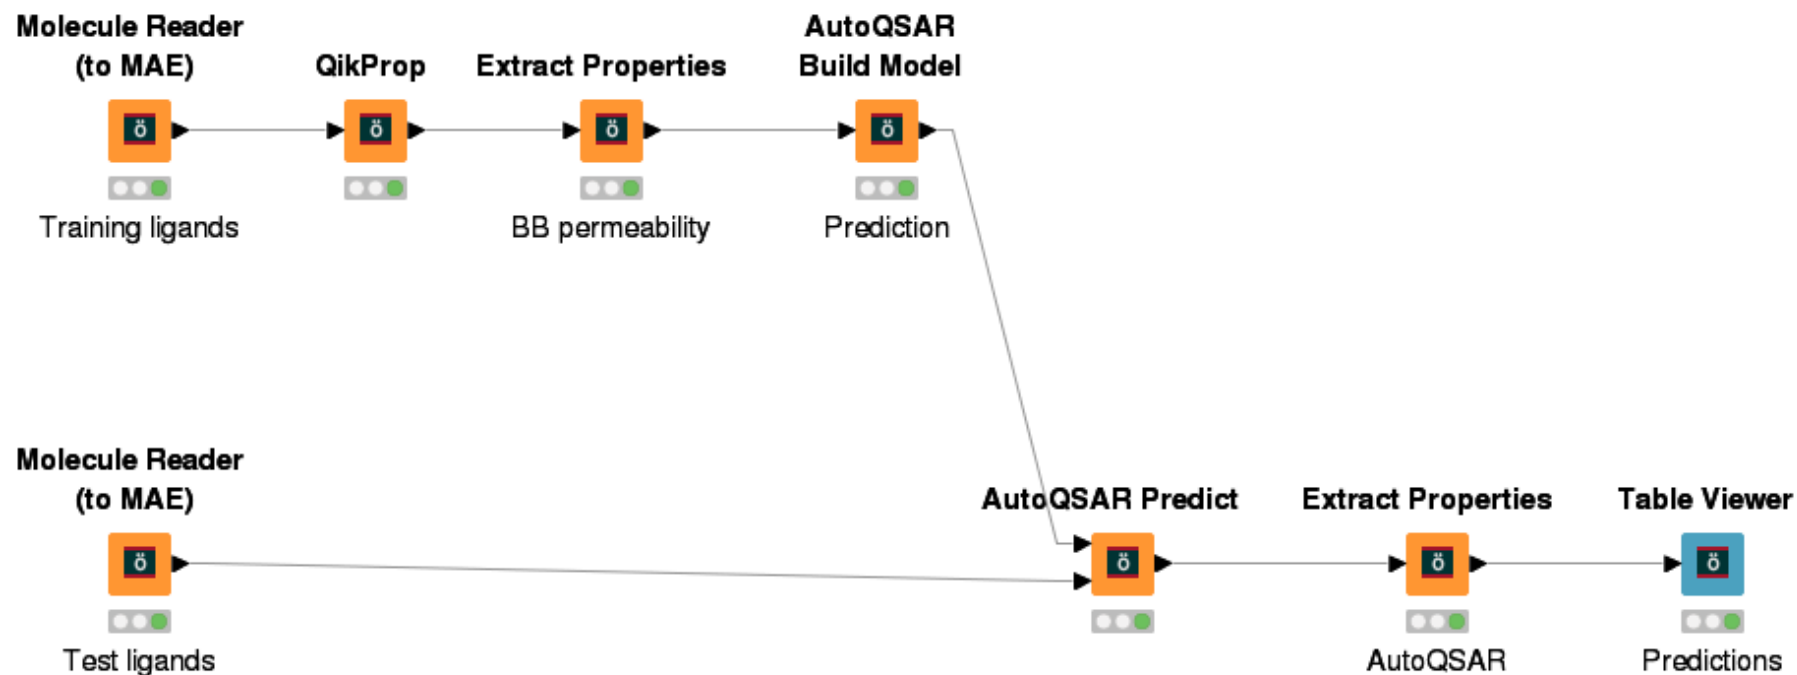 Molecule Reader
(to MAE)
QikProp
Extract Properties
AutoQSAR
Build Model
ö
ö
ö
ö
Training ligands
BB permeability
Prediction
Molecule Reader
(to MAE)
AutoQSAR Predict
Extract Properties
Table Viewer
ö
ö
ö
ö
Test ligands
AutoQSAR
Predictions